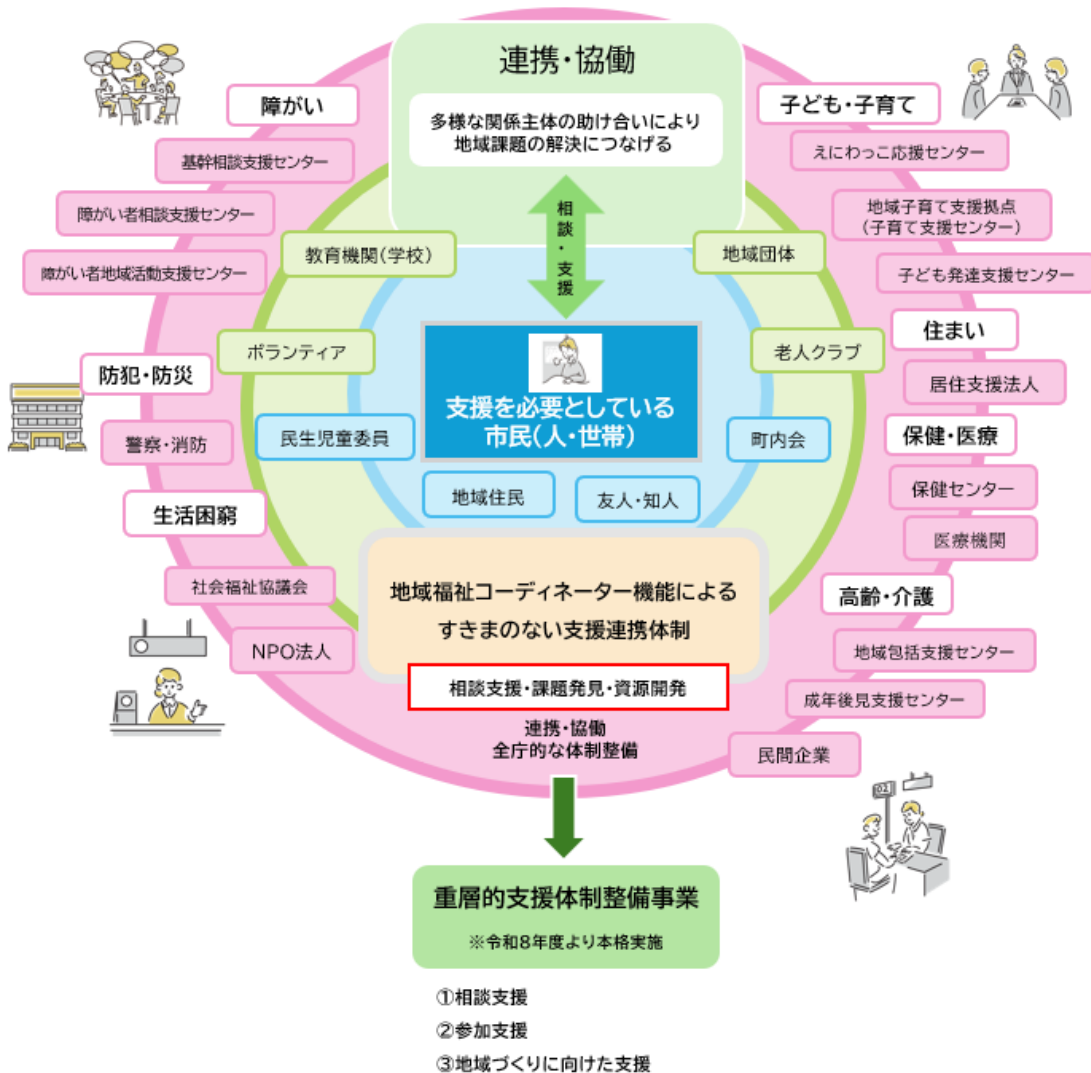 連携・協働
多様な関係主体の助け合いにより
地域課題の解決につなげる
相談・支援
障がい
基幹相談支援センター
障がい者相談支援センター
障がい者地域活動支援センター
防犯・防災
警察・消防
生活困窮
社会福祉協議会
NPO法人
子ども・子育て
えにわっこ応援センター
地域子育て支援拠点
(子育て支援センター)
子ども発達支援センター
住まい
居住支援法人
保健・医療
保健センター
医療機関
高齢・介護
地域包括支援センター
成年後見支援センター
民間企業
教育機関(学校)
ボランティア
地域団体
老人クラブ
民生児童委員
町内会
地域住民
友人・知人
支援を必要としている
市民(人・世帯)
地域福祉コーディネーター機能による
すきまのない支援連携体制
相談支援・課題発見・資源開発
連携・協働
全庁的な体制整備
重層的支援体制整備事業
※令和8年度より本格実施
①相談支援
②参加支援
③地域づくりに向けた支援